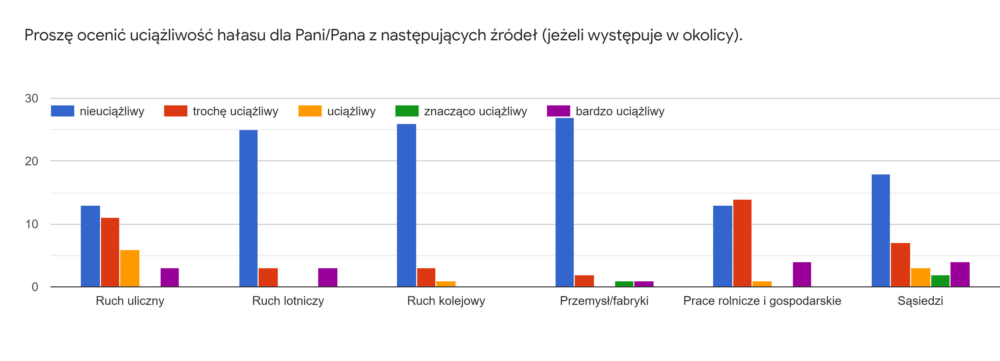 Proszę ocenić uciążliwość hałasu dla Pani/Pana z następujących źródeł (jeżeli występuje w okolicy).
30
nieuciążliwy trochę uciążliwy uciążliwy znacząco uciążliwy bardzo uciążliwy
20
10
0
Ruch uliczny Ruch lotniczy Ruch kolejowy Przemysł/fabryki Prace rolnicze i gospodarskie Sąsiedzi